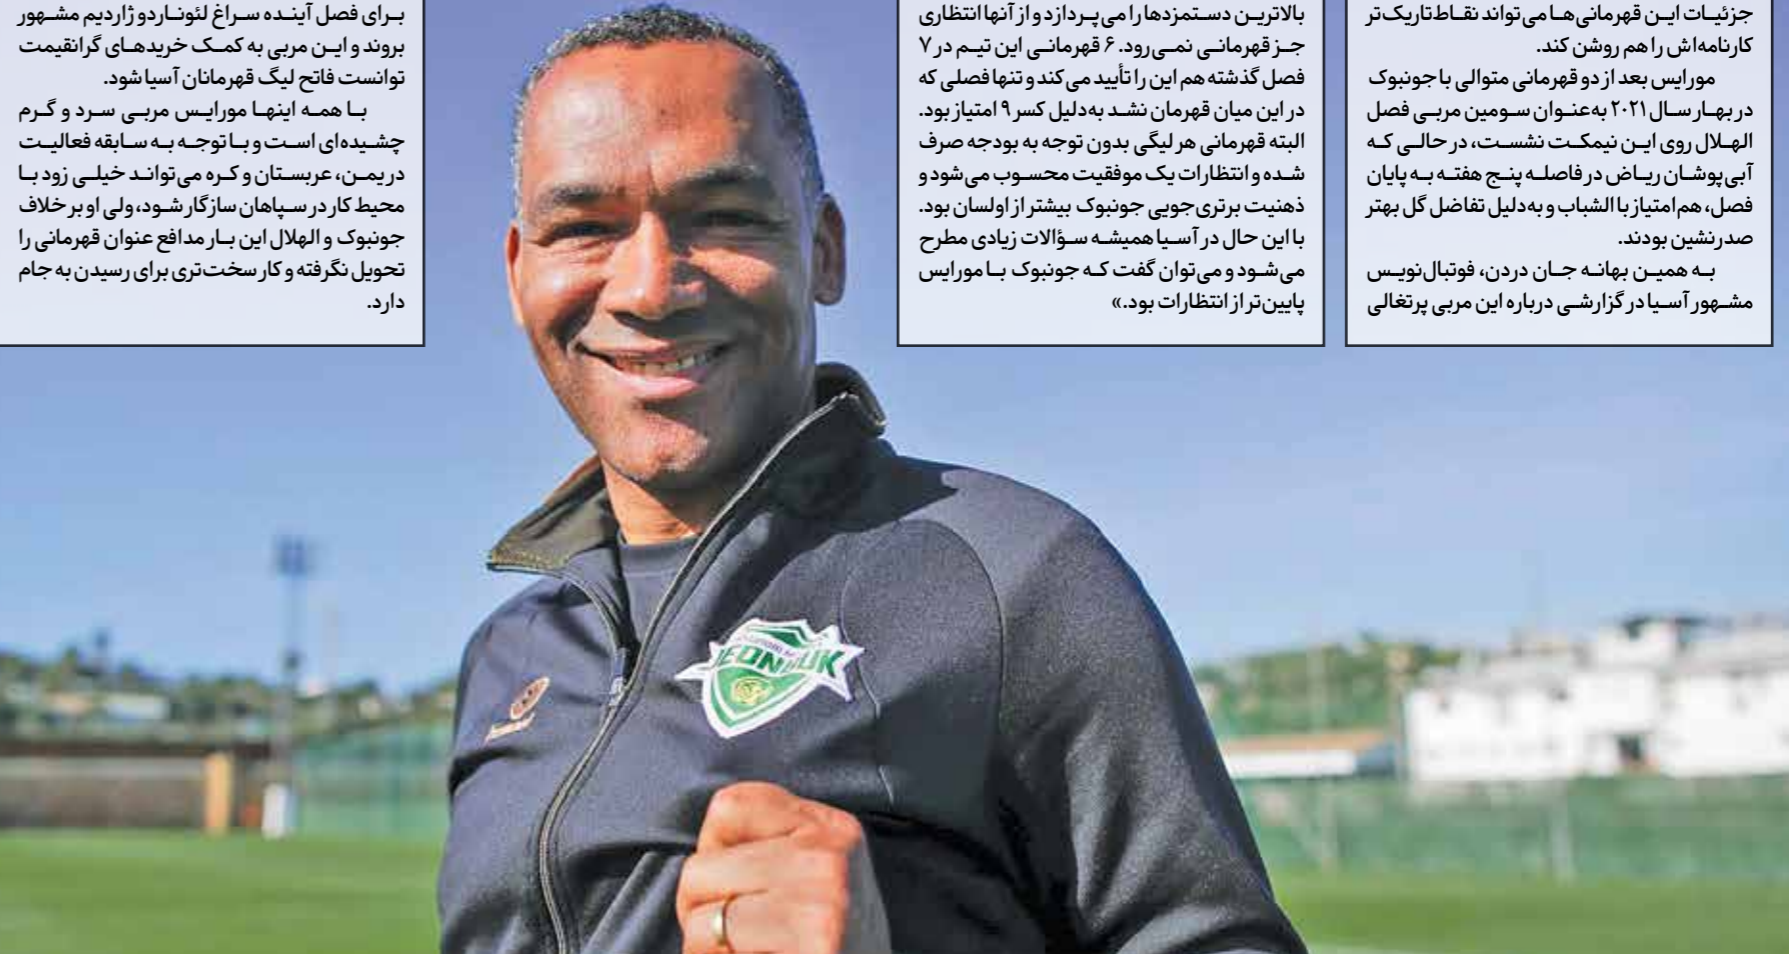 جزئیات این قهرمانی‌ها می‌تواند نقاط تاریک‌تر
کارنامه‌اش را هم روشن کند.
مورایس بعد از دو قهرمانی متوالی با جونبوک
در بهار سال ۲۰۲۱ به‌عنوان سومین مربی فصل
الهلال روی این نیمکت نشست، در حالی که
آبی‌پوشان ریاض در فاصله پنج هفته به پایان
فصل، هم‌امتیاز با الشباب و به‌دلیل تفاضل گل بهتر
صدرنشین بودند.
به همین بهانه جان دردن، فوتبال‌نویس
مشهور آسیا در گزارشی درباره این مربی پرتغالی
بالاترین دستمزدها را می‌پردازد و از آنها انتظاری
جز قهرمانی نمی‌رود. ۶ قهرمانی این تیم در ۷
فصل گذشته هم این را تأیید می‌کند و تنها فصلی که
در این میان قهرمان نشد به‌دلیل کسر ۹ امتیاز بود.
البته قهرمانی هر لیگی بدون توجه به بودجه صرف
شده و انتظارات یک موفقیت محسوب می‌شود و
ذهنیت برتری‌جویی جونبوک بیشتر از اولسان بود.
با این حال در آسیا همیشه سؤالات زیادی مطرح
می‌شود و می‌توان گفت که جونبوک با مورایس
پایین‌تر از انتظارات بود.»
برای فصل آینده سراغ لئوناردو ژاردیم مشهور
بروند و این مربی به کمک خریدهای گرانقیمت
توانست فاتح لیگ قهرمانان آسیا شود.
با همه اینها مورایس مربی سرد و گرم
چشیده‌ای است و با توجه به سابقه فعالیت
در یمن، عربستان و کره می‌تواند خیلی زود با
محیط کار در سپاهان سازگار شود، ولی او برخلاف
جونبوک و الهلال این بار مدافع عنوان قهرمانی را
تحویل نگرفته و کار سخت‌تری برای رسیدن به جام
دارد.
JEONBUK